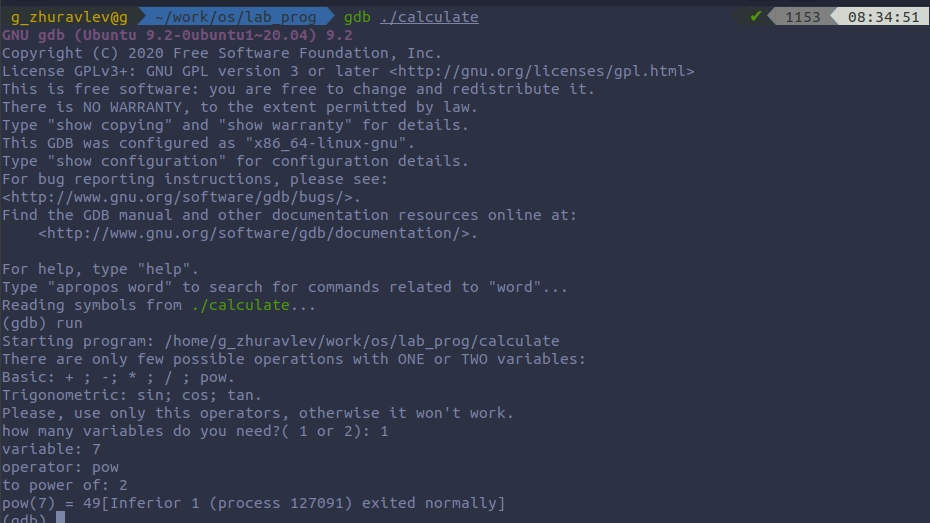 g_zhuravlev@g ~/work/os/lab_prog gdb ./calculate ✔ 1153 08:34:51
GNU gdb (Ubuntu 9.2-0ubuntu1~20.04) 9.2
Copyright (C) 2020 Free Software Foundation, Inc.
License GPLv3+: GNU GPL version 3 or later <http://gnu.org/licenses/gpl.html>
This is free software: you are free to change and redistribute it.
There is NO WARRANTY, to the extent permitted by law.
Type "show copying" and "show warranty" for details.
This GDB was configured as "x86_64-linux-gnu".
Type "show configuration" for configuration details.
For bug reporting instructions, please see:
<http://www.gnu.org/software/gdb/bugs/>.
Find the GDB manual and other documentation resources online at:
    <http://www.gnu.org/software/gdb/documentation/>.
For help, type "help".
Type "apropos word" to search for commands related to "word"...
Reading symbols from ./calculate...
(gdb) run
Starting program: /home/g_zhuravlev/work/os/lab_prog/calculate
There are only few possible operations with ONE or TWO variables:
Basic: + ; -; * ; / ; pow.
Trigonometric: sin; cos; tan.
Please, use only this operators, otherwise it won't work.
how many variables do you need?( 1 or 2): 1
variable: 7
operator: pow
to power of: 2
pow(7) = 49[Inferior 1 (process 127091) exited normally]
(gdb)